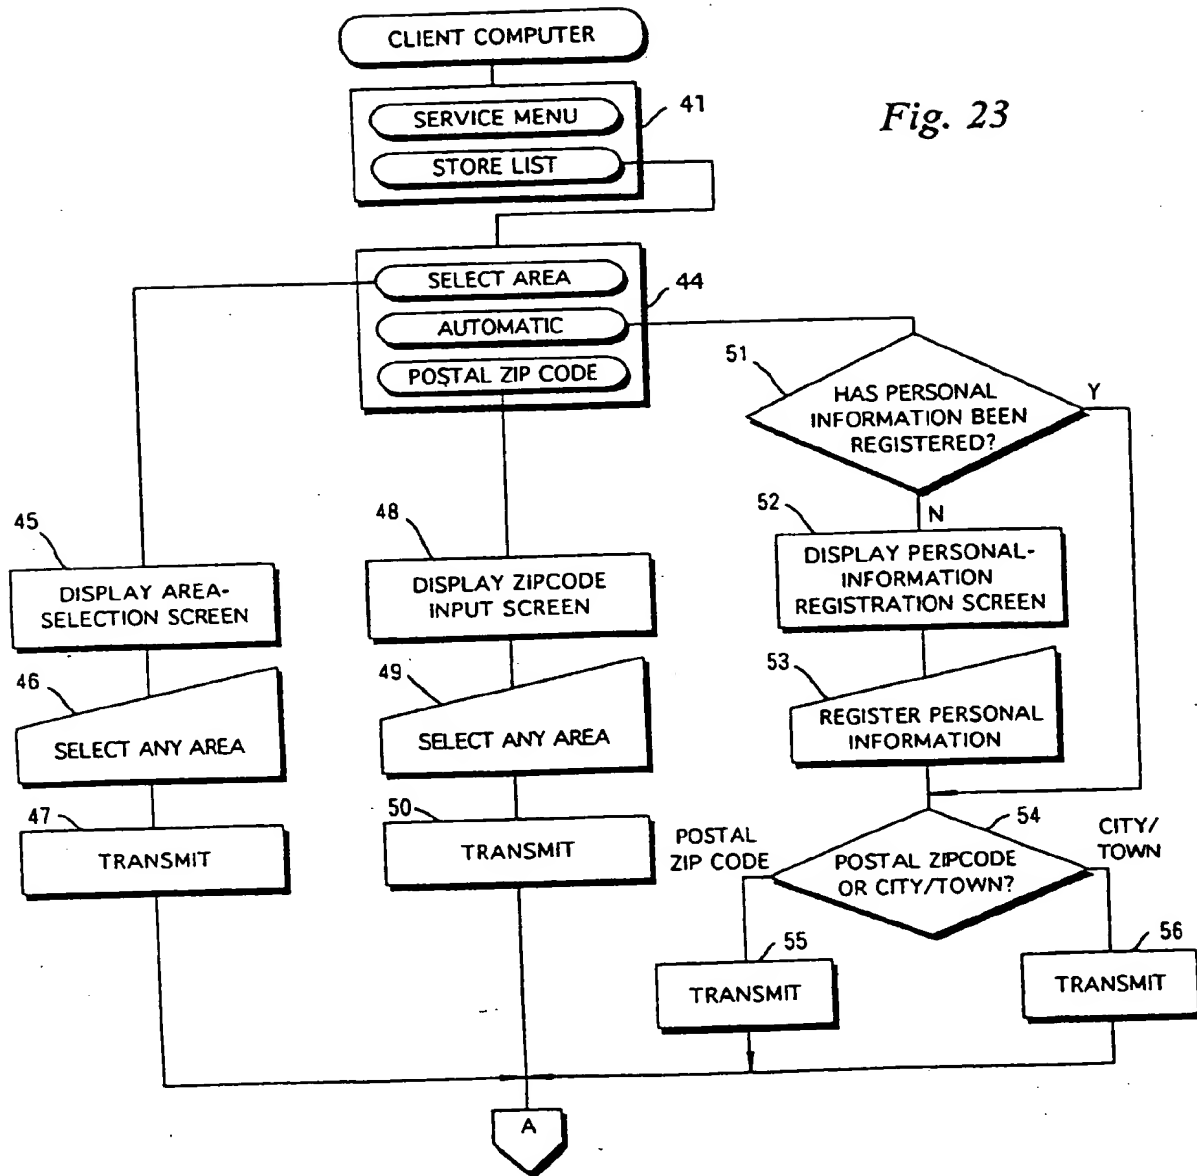 CLIENT COMPUTER
41
SERVICE MENU
STORE LIST
Fig. 23
44
SELECT AREA
AUTOMATIC
POSTAL ZIP CODE
51
HAS PERSONAL
INFORMATION BEEN
REGISTERED?
Y
N
45
DISPLAY AREA-
SELECTION SCREEN
48
DISPLAY ZIPCODE
INPUT SCREEN
52
DISPLAY PERSONAL-
INFORMATION
REGISTRATION SCREEN
46
SELECT ANY AREA
49
SELECT ANY AREA
53
REGISTER PERSONAL
INFORMATION
47
TRANSMIT
50
TRANSMIT
54
POSTAL
ZIP CODE
POSTAL ZIPCODE
OR CITY/TOWN?
CITY/
TOWN
55
TRANSMIT
56
TRANSMIT
A